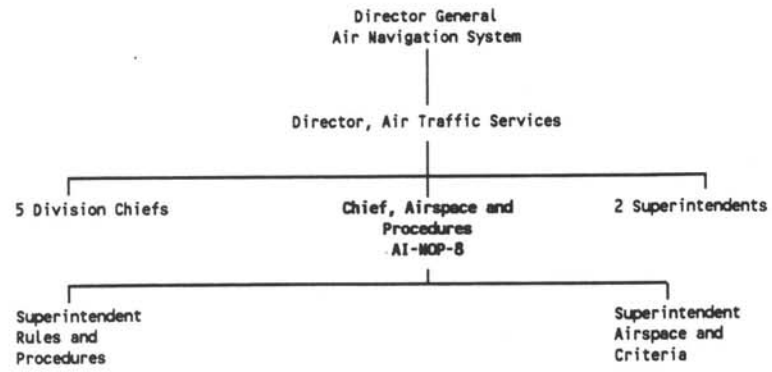 Director General
Air Navigation System
Director, Air Traffic Services
5 Division Chiefs
Chief, Airspace and
Procedures
AI-NOP-8
2 Superintendents
Superintendent
Rules and
Procedures
Superintendent
Airspace and
Criteria